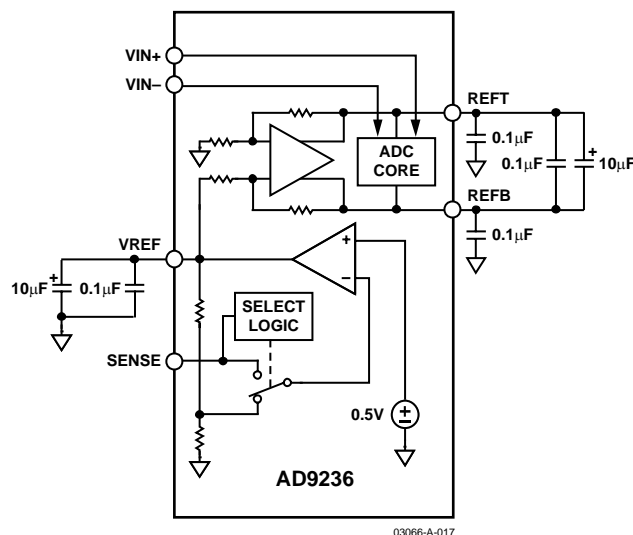 VIN+
VIN–
REFT
ADC
CORE
0.1μF
0.1μF
10μF
+
REFB
0.1μF
VREF
+
–
10μF
+
0.1μF
SELECT
LOGIC
SENSE
0.5V
±
AD9236
03066-A-017